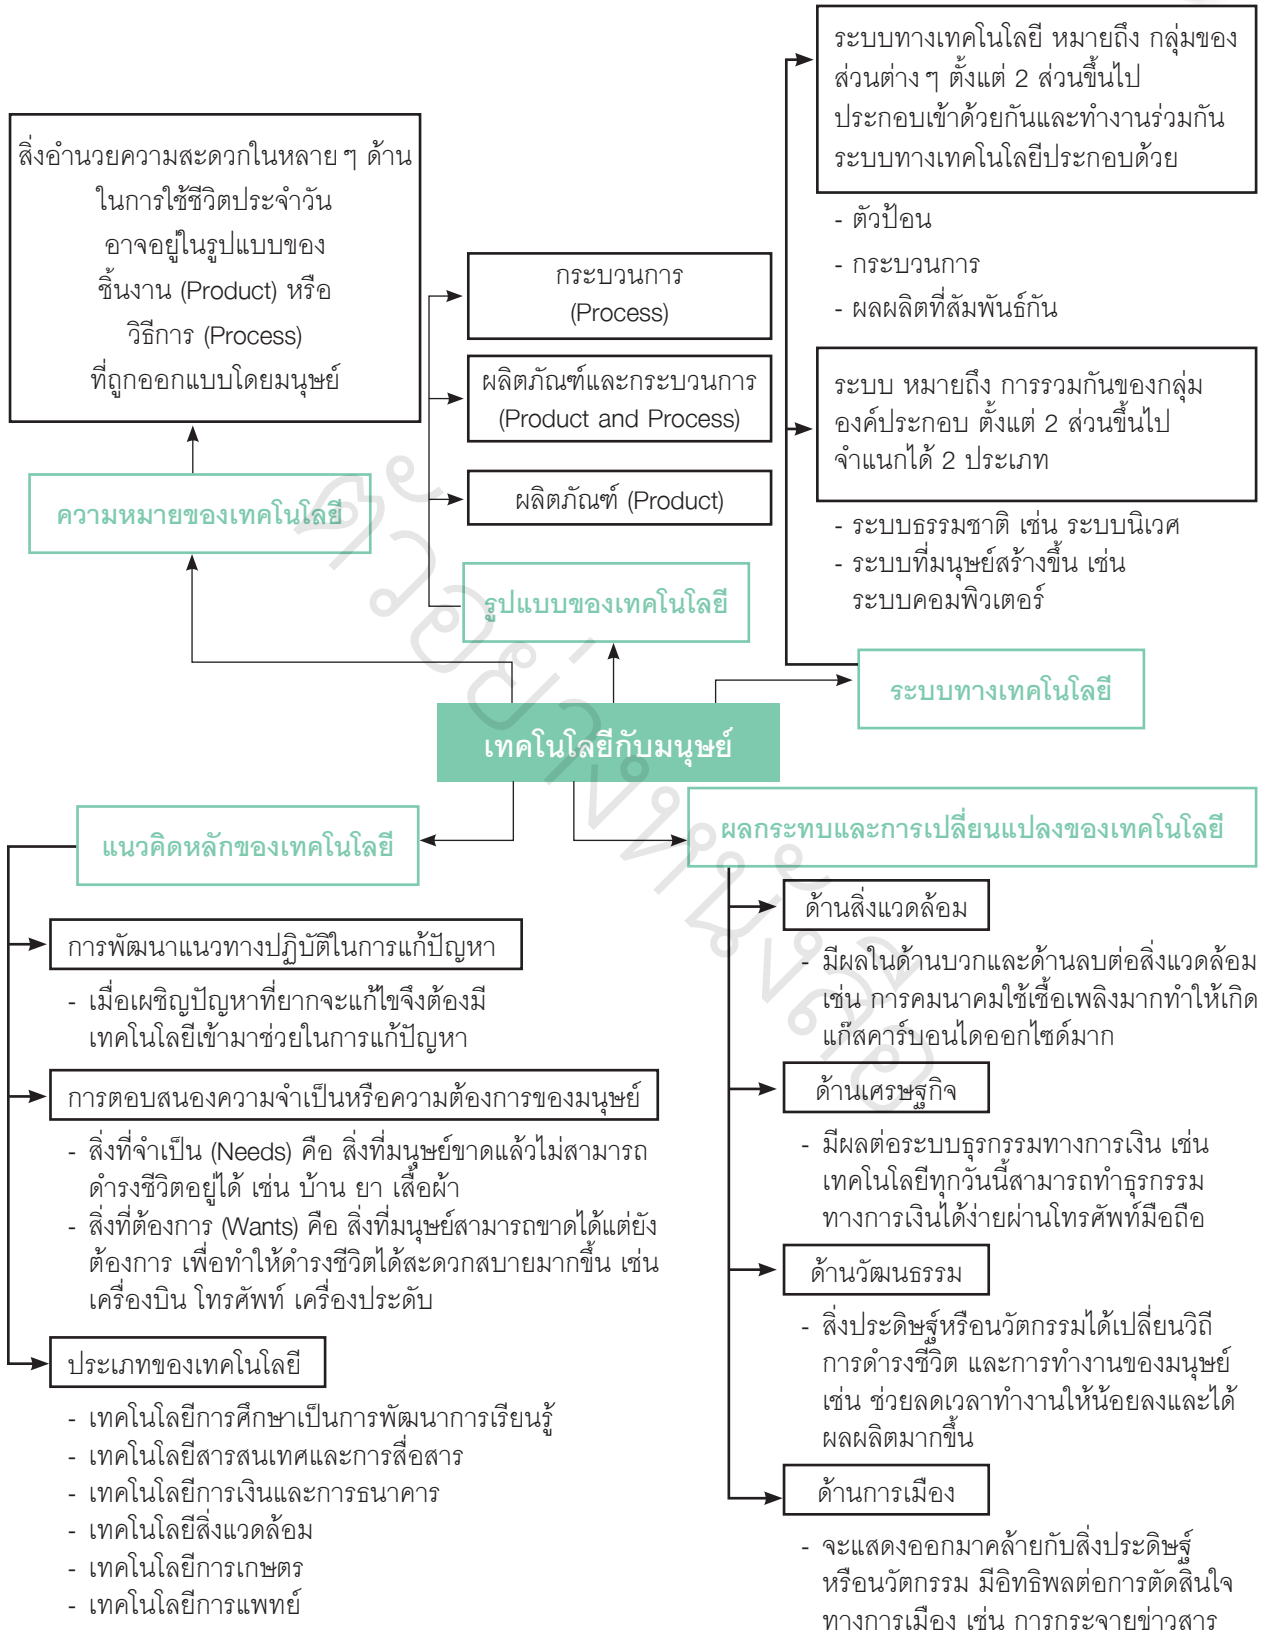 ระบบทางเทคโนโลยี หมายถึง กลุ่มของ
ส่วนต่าง ๆ ตั้งแต่ 2 ส่วนขึ้นไป
ประกอบเข้าด้วยกันและทำงานร่วมกัน
ระบบทางเทคโนโลยีประกอบด้วย
- ตัวป้อน
- กระบวนการ
- ผลผลิตที่สัมพันธ์กัน
สิ่งอำนวยความสะดวกในหลาย ๆ ด้าน
ในการใช้ชีวิตประจำวัน
อาจอยู่ในรูปแบบของ
ชิ้นงาน (Product) หรือ
วิธีการ (Process)
ที่ถูกออกแบบโดยมนุษย์
กระบวนการ
(Process)
ผลิตภัณฑ์และกระบวนการ
(Product and Process)
ผลิตภัณฑ์ (Product)
ระบบ หมายถึง การรวมกันของกลุ่ม
องค์ประกอบ ตั้งแต่ 2 ส่วนขึ้นไป
จำแนกได้ 2 ประเภท
- ระบบธรรมชาติ เช่น ระบบนิเวศ
- ระบบที่มนุษย์สร้างขึ้น เช่น
ระบบคอมพิวเตอร์
ความหมายของเทคโนโลยี
รูปแบบของเทคโนโลยี
ระบบทางเทคโนโลยี
เทคโนโลยีกับมนุษย์
แนวคิดหลักของเทคโนโลยี
การพัฒนาแนวทางปฏิบัติในการแก้ปัญหา
- เมื่อเผชิญปัญหาที่ยากจะแก้ไขจึงต้องมี
เทคโนโลยีเข้ามาช่วยในการแก้ปัญหา
การตอบสนองความจำเป็นหรือความต้องการของมนุษย์
- สิ่งที่จำเป็น (Needs) คือ สิ่งที่มนุษย์ขาดแล้วไม่สามารถ
ดำรงชีวิตอยู่ได้ เช่น บ้าน ยา เสื้อผ้า
- สิ่งที่ต้องการ (Wants) คือ สิ่งที่มนุษย์สามารถขาดได้แต่ยัง
ต้องการ เพื่อทำให้ดำรงชีวิตได้สะดวกสบายมากขึ้น เช่น
เครื่องบิน โทรศัพท์ เครื่องประดับ
ประเภทของเทคโนโลยี
- เทคโนโลยีการศึกษาเป็นการพัฒนาการเรียนรู้
- เทคโนโลยีสารสนเทศและการสื่อสาร
- เทคโนโลยีการเงินและการธนาคาร
- เทคโนโลยีสิ่งแวดล้อม
- เทคโนโลยีการเกษตร
- เทคโนโลยีการแพทย์
ผลกระทบและการเปลี่ยนแปลงของเทคโนโลยี
ด้านสิ่งแวดล้อม
- มีผลในด้านบวกและด้านลบต่อสิ่งแวดล้อม
เช่น การคมนาคมใช้เชื้อเพลิงมากทำให้เกิด
แก๊สคาร์บอนไดออกไซด์มาก
ด้านเศรษฐกิจ
- มีผลต่อระบบธุรกรรมทางการเงิน เช่น
เทคโนโลยีทุกวันนี้สามารถทำธุรกรรม
ทางการเงินได้ง่ายผ่านโทรศัพท์มือถือ
ด้านวัฒนธรรม
- สิ่งประดิษฐ์หรือนวัตกรรมได้เปลี่ยนวิถี
การดำรงชีวิต และการทำงานของมนุษย์
เช่น ช่วยลดเวลาทำงานให้น้อยลงและได้
ผลผลิตมากขึ้น
ด้านการเมือง
- จะแสดงออกมาคล้ายกับสิ่งประดิษฐ์
หรือนวัตกรรม มีอิทธิพลต่อการตัดสินใจ
ทางการเมือง เช่น การกระจายข่าวสาร
ตัวอย่างหนังสือ